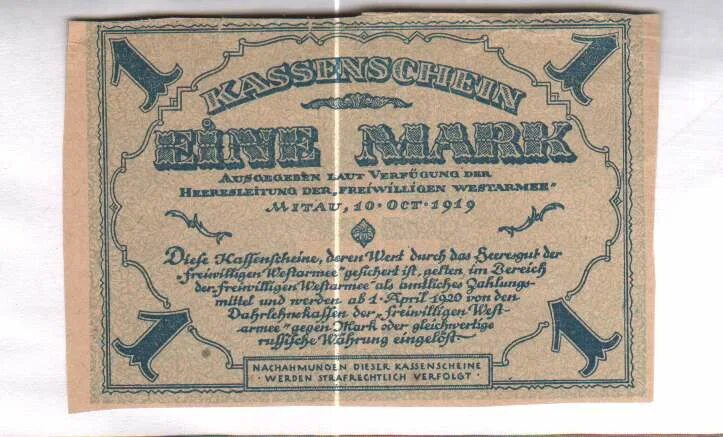 1 1
KASSENSCHEIN
EINE MARK
AUSGEGEBEN LAUT VERFÜGUNG DER
HEERESLEITUNG DER „FREIWILLIGEN WESTARMEE"
MITAU, 10·OCT·1919
Diese Kassenscheine, deren Wert durch das Heeresgut der
„freiwilligen Westarmee" gesichert ist, gelten im Bereich
der „freiwilligen Westarmee" als amtliches Zahlungs-
mittel und werden ab 1·April 1920 von den
Darlehnskassen der „freiwilligen West-
armee" gegen Mark oder gleichwertige
russische Währung eingelöst·
1 1
NACHAHMUNGEN DIESER KASSENSCHEINE
·WERDEN STRAFRECHTLICH VERFOLGT·